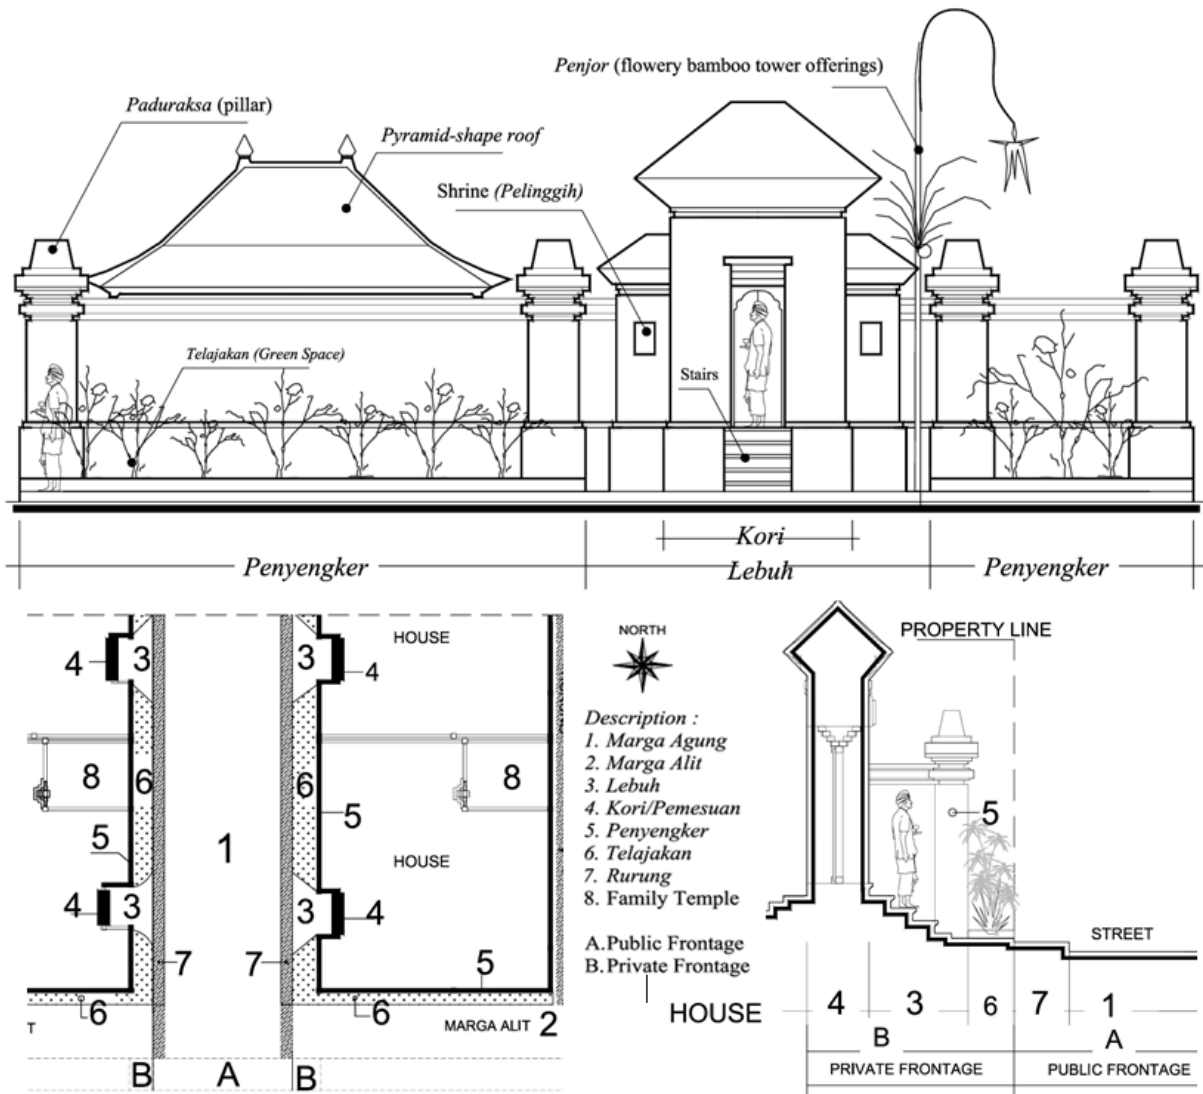 Penjor (flowery bamboo tower offerings)
Paduraksa (pillar)
Pyramid-shape roof
Shrine (Pelinggih)
Telajakan (Green Space)
Stairs
Kori
Penyengker
Lebuh
Penyengker
HOUSE
4
3
3
4
8
6
6
8
5
5
1
HOUSE
4
3
3
4
7
7
5
6
6
T
MARGA ALIT 2
B
A
B
NORTH
Description :
1. Marga Agung
2. Marga Alit
3. Lebuh
4. Kori/Pemesuan
5. Penyengker
6. Telajakan
7. Rurung
8. Family Temple
A. Public Frontage
B. Private Frontage
PROPERTY LINE
5
STREET
HOUSE
4
3
6
7
1
B
A
PRIVATE FRONTAGE
PUBLIC FRONTAGE